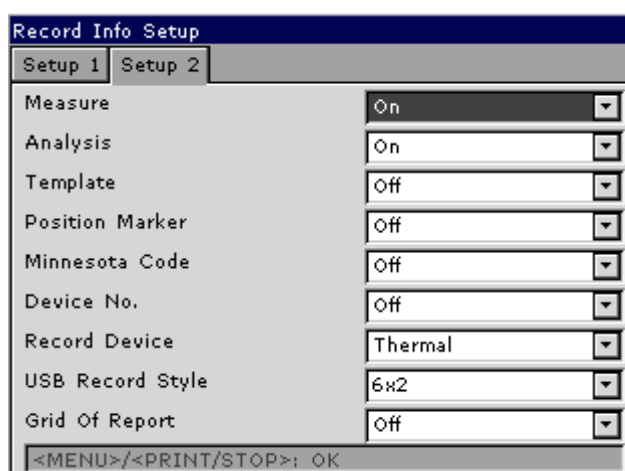 Record Info Setup
Setup 1 Setup 2
Measure On
Analysis On
Template Off
Position Marker Off
Minnesota Code Off
Device No. Off
Record Device Thermal
USB Record Style 6x2
Grid Of Report Off
<MENU>/<PRINT/STOP>: OK